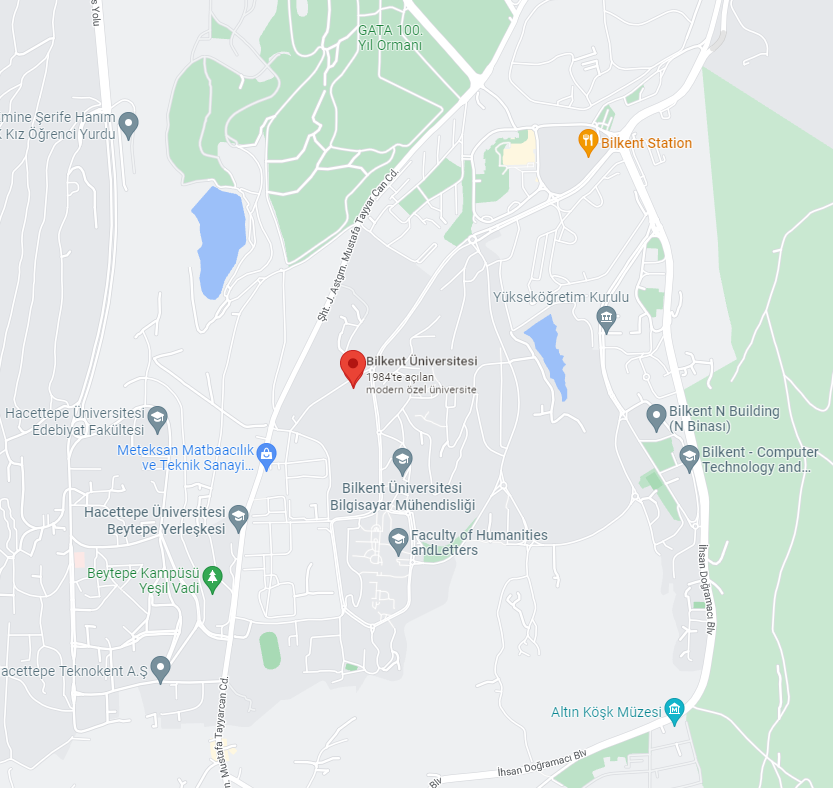 s Yolu
GATA 100.
Yıl Ormanı
mine Şerife Hanım
K Kız Öğrenci Yurdu
Bilkent Station
Şht. J. Astgm. Mustafa Tayyar Can Cd.
Yükseköğretim Kurulu
Bilkent Üniversitesi
1984'te açılan
modern özel üniversite
Hacettepe Üniversitesi
Edebiyat Fakültesi
Bilkent N Building
(N Binası)
Meteksan Matbaacılık
ve Teknik Sanayi...
Bilkent - Computer
Technology and...
Bilkent Üniversitesi
Bilgisayar Mühendisliği
Hacettepe Üniversitesi
Beytepe Yerleşkesi
Faculty of Humanities
andLetters
Beytepe Kampüsü
Yeşil Vadi
İhsan Doğramacı Blv
acettepe Teknokent A.Ş
n. Mustafa Tayyarcan Cd.
Altın Köşk Müzesi
İhsan Doğramacı Blv
Blv